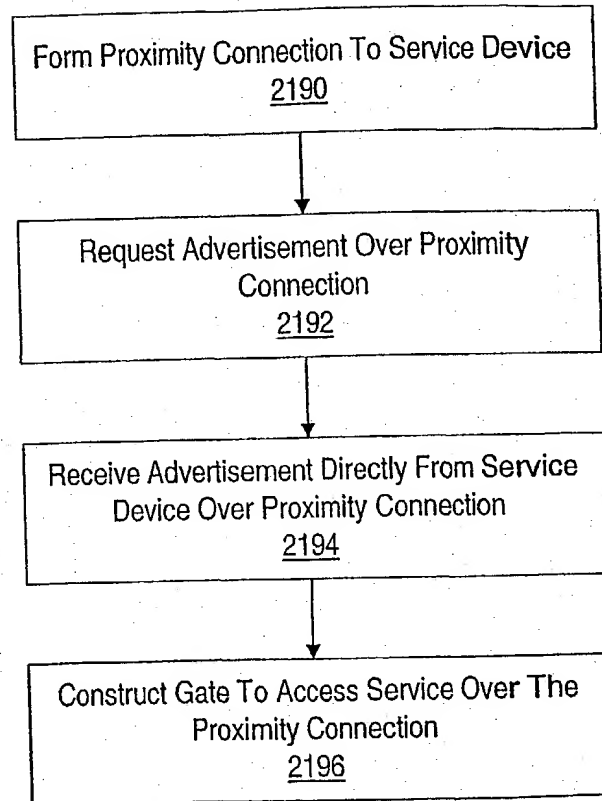 Form Proximity Connection To Service Device
2190
Request Advertisement Over Proximity
Connection
2192
Receive Advertisement Directly From Service
Device Over Proximity Connection
2194
Construct Gate To Access Service Over The
Proximity Connection
2196